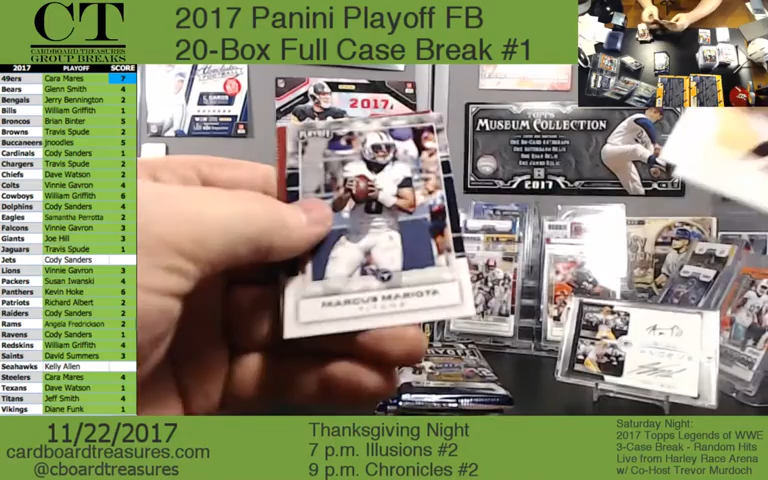 CT
CARDBOARD TREASURES
GROUP BREAKS
2017 Panini Playoff FB
20-Box Full Case Break #1
2017 PLAYOFF SCORE
49ers Cara Mares 7
Bears Glenn Smith 4
Bengals Jerry Bennington 2
Bills William Griffith 1
Broncos Brian Binter 5
Browns Travis Spude 2
Buccaneers Jnoodles 5
Cardinals Cody Sanders 1
Chargers Travis Spude 2
Chiefs Dave Watson 2
Colts Vinnie Gavron 4
Cowboys William Griffith 6
Dolphins Cody Sanders 4
Eagles Samantha Perrotta 2
Falcons Vinnie Gavron 3
Giants Joe Hill 3
Jaguars Travis Spude 1
Jets Cody Sanders
Lions Vinnie Gavron 3
Packers Susan Iwanski 4
Panthers Kevin Hoke 6
Patriots Richard Albert 2
Raiders Cody Sanders 2
Rams Angela Fredrickson 2
Ravens Cody Sanders 1
Redskins William Griffith 4
Saints David Summers 3
Seahawks Kelly Allen
Steelers Cara Mares 4
Texans Dave Watson 1
Titans Jeff Smith 4
Vikings Diane Funk 1
2017
PLAYOFF
MARCUS MARIOTA
TITANS
TOPPS
MUSEUM COLLECTION
2017
11/22/2017
cardboardtreasures.com
@cboardtreasures
Thanksgiving Night
7 p.m. Illusions #2
9 p.m. Chronicles #2
Saturday Night:
2017 Topps Legends of WWE
3-Case Break - Random Hits
Live from Harley Race Arena
w/ Co-Host Trevor Murdoch